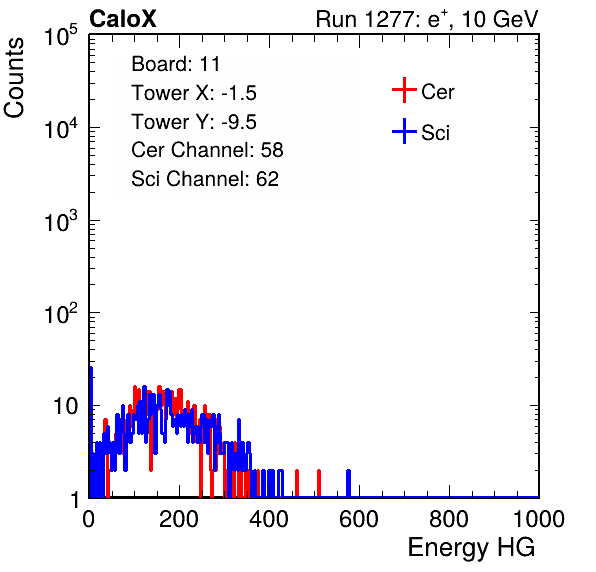 CaloX Run 1277: e⁺, 10 GeV
Counts
Board: 11
Tower X: -1.5
Tower Y: -9.5
Cer Channel: 58
Sci Channel: 62
Cer
Sci
10⁵
10⁴
10³
10²
10
1
0 200 400 600 800 1000
Energy HG